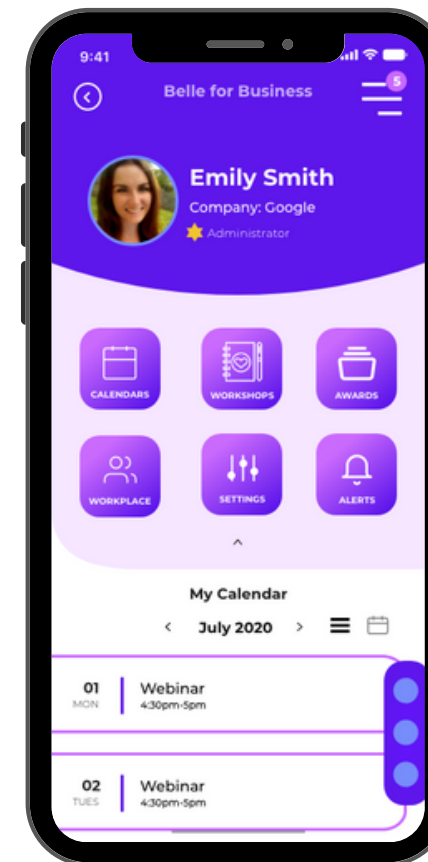 9:41
5
Belle for Business
Emily Smith
Company: Google
Administrator
CALENDARS
WORKSHOPS
AWARDS
WORKPLACE
SETTINGS
ALERTS
My Calendar
July 2020
01 Webinar
MON 4:30pm-5pm
02 Webinar
TUES 4:30pm-5pm